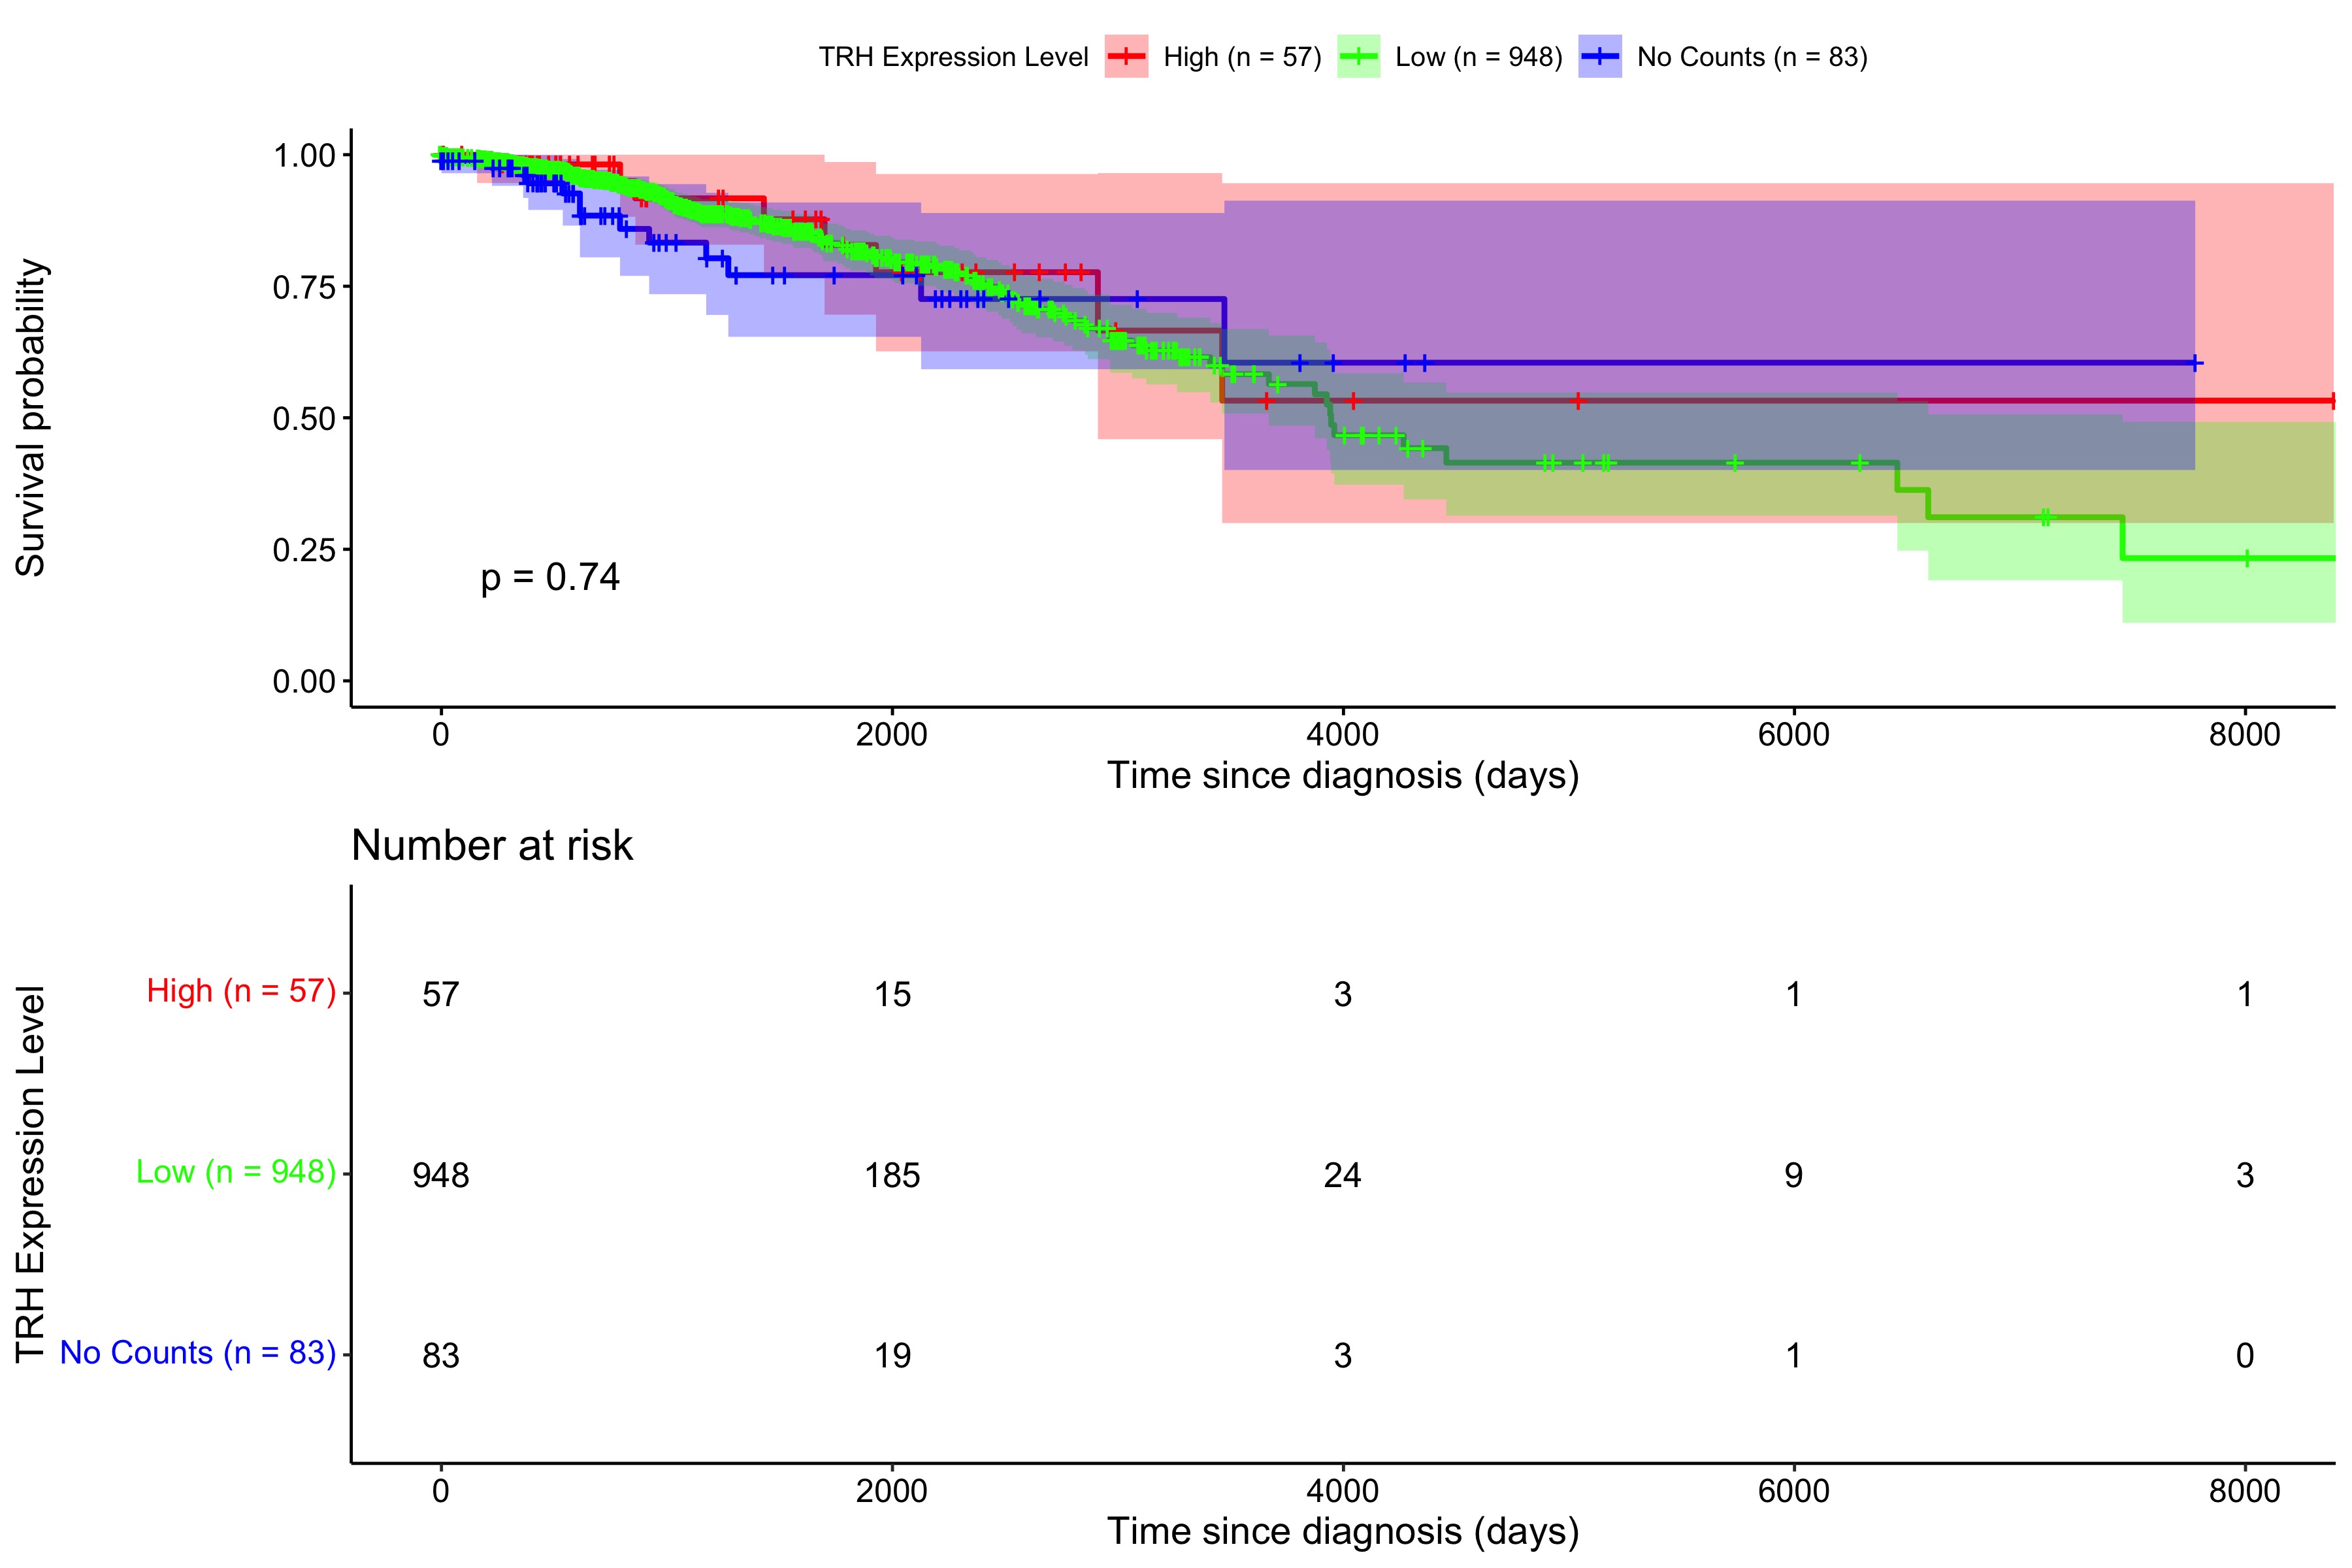 TRH Expression Level High (n = 57) Low (n = 948) No Counts (n = 83)
Survival probability
1.00
0.75
0.50
0.25
0.00
p = 0.74
0 2000 4000 6000 8000
Time since diagnosis (days)
Number at risk
TRH Expression Level
High (n = 57) 57 15 3 1 1
Low (n = 948) 948 185 24 9 3
No Counts (n = 83) 83 19 3 1 0
0 2000 4000 6000 8000
Time since diagnosis (days)